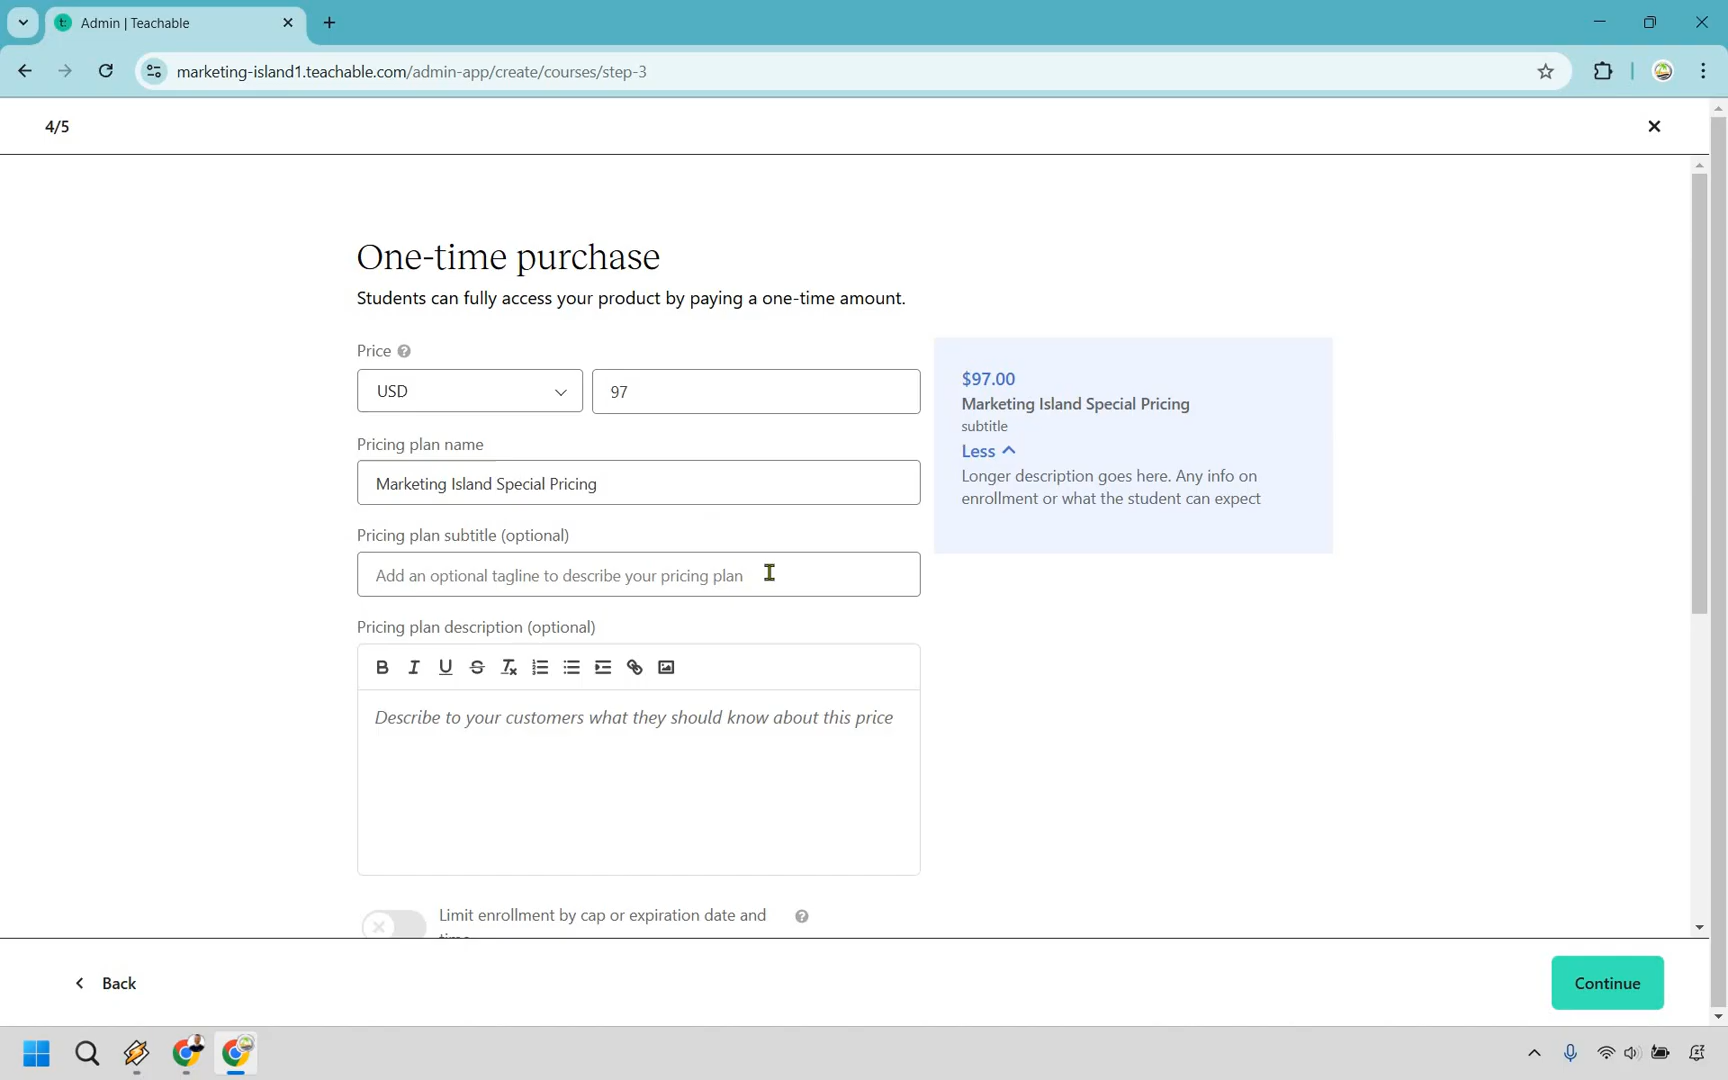 Admin | Teachable
marketing-island1.teachable.com/admin-app/create/courses/step-3
4/5
One-time purchase
Students can fully access your product by paying a one-time amount.
Price
USD
97
Pricing plan name
Marketing Island Special Pricing
Pricing plan subtitle (optional)
Add an optional tagline to describe your pricing plan
Pricing plan description (optional)
Describe to your customers what they should know about this price
Limit enrollment by cap or expiration date and
time
$97.00
Marketing Island Special Pricing
subtitle
Less
Longer description goes here. Any info on
enrollment or what the student can expect
Back
Continue